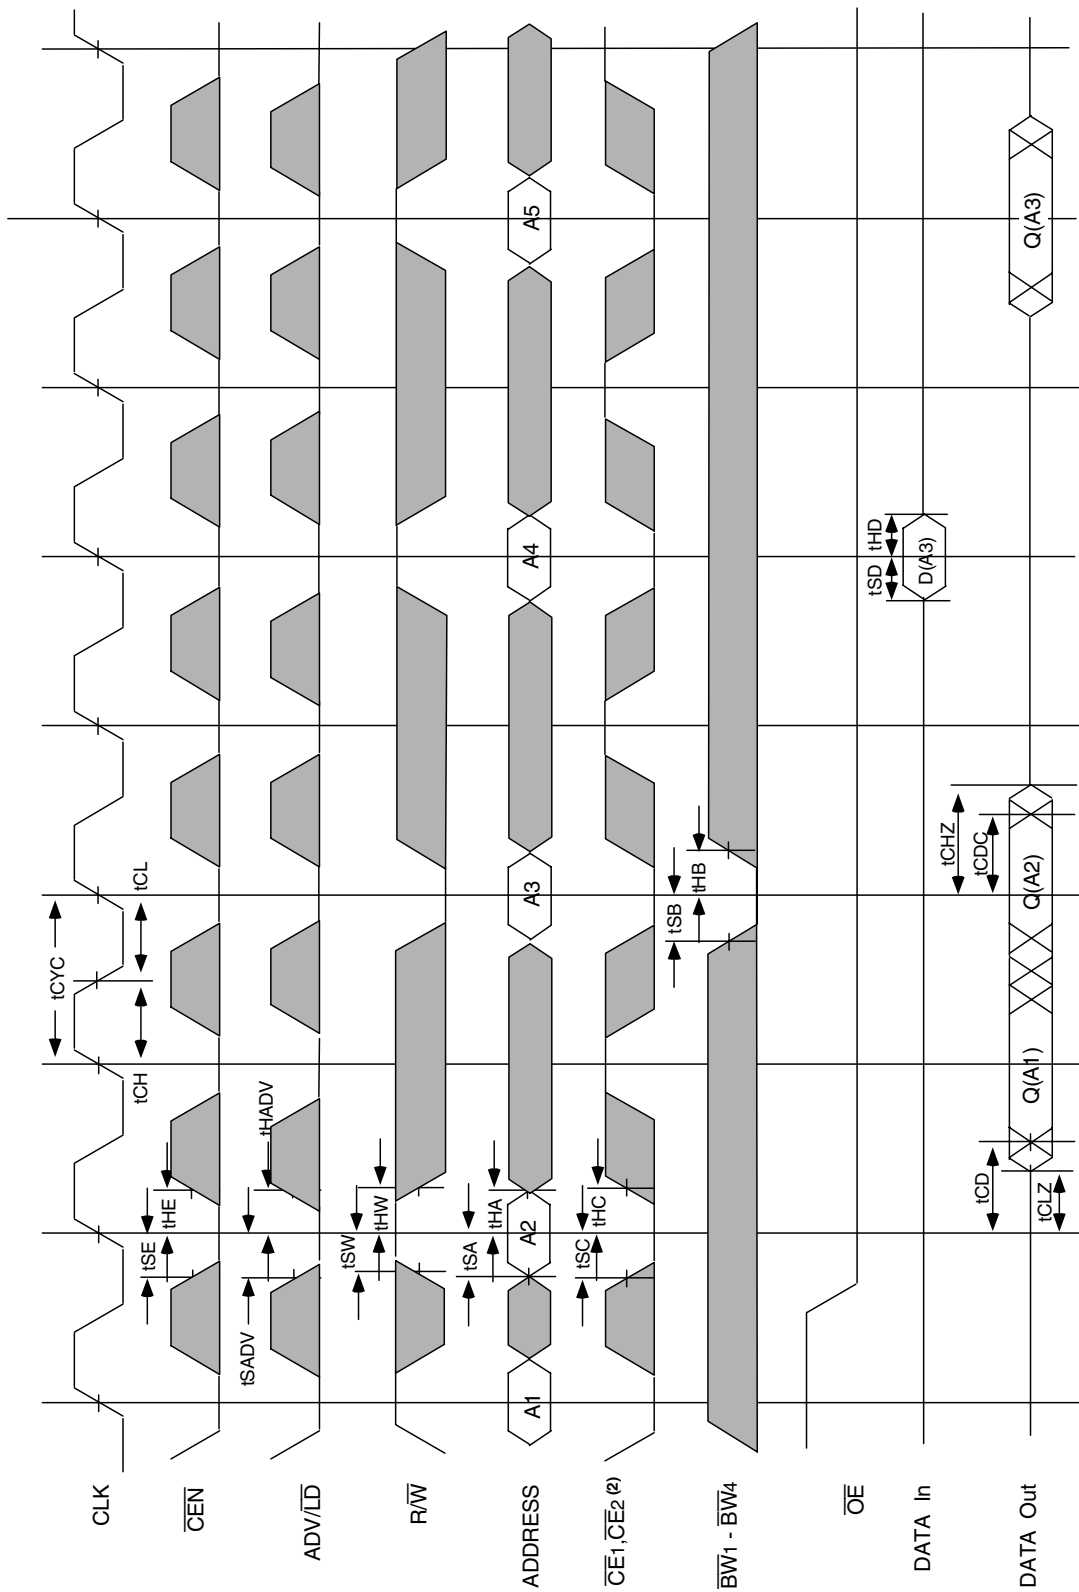 tCYC
CLK
tCH
tCL
tSE
tHE
CEN
tSADV
tHADV
ADV/LD
tSW
tHW
R/W
tSA
tHA
ADDRESS
A1
A2
A3
A4
A5
tSC
tHC
CE1,CE2(2)
tSB
tHB
BW1 - BW4
OE
tSD
tHD
DATA In
D(A3)
tCHZ
tCD
tCDC
DATA Out
Q(A1)
Q(A2)
Q(A3)
tCLZ